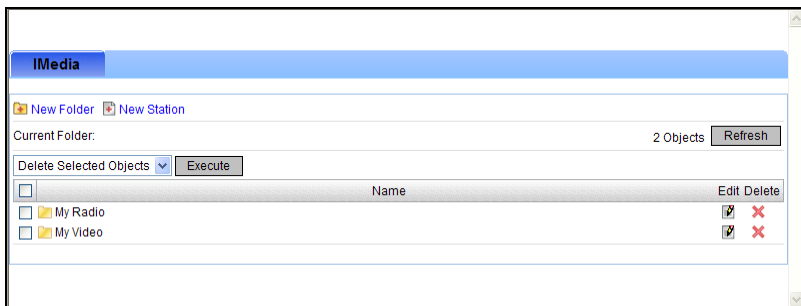 IMedia
New Folder New Station
Current Folder: 2 Objects Refresh
Delete Selected Objects Execute
Name Edit Delete
My Radio
My Video